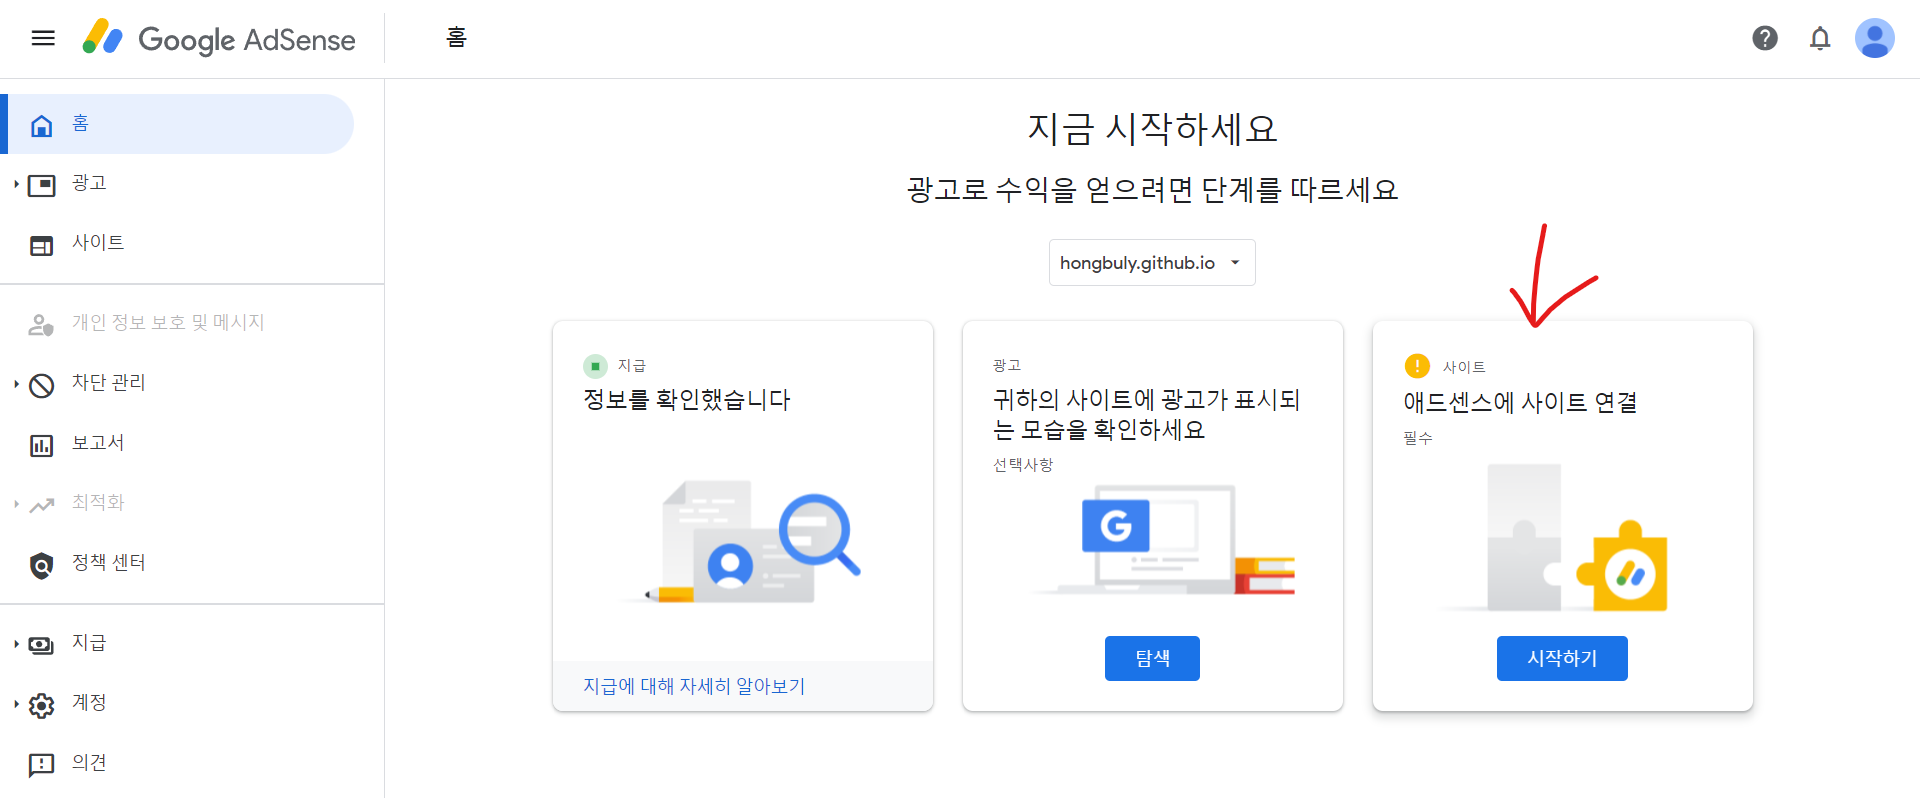 Google AdSense
홈
홈
광고
사이트
개인 정보 보호 및 메시지
차단 관리
보고서
최적화
정책 센터
지급
계정
의견
지금 시작하세요
광고로 수익을 얻으려면 단계를 따르세요
hongbuly.github.io
지급
정보를 확인했습니다
지급에 대해 자세히 알아보기
광고
귀하의 사이트에 광고가 표시되
는 모습을 확인하세요
선택사항
G
탐색
사이트
애드센스에 사이트 연결
필수
시작하기